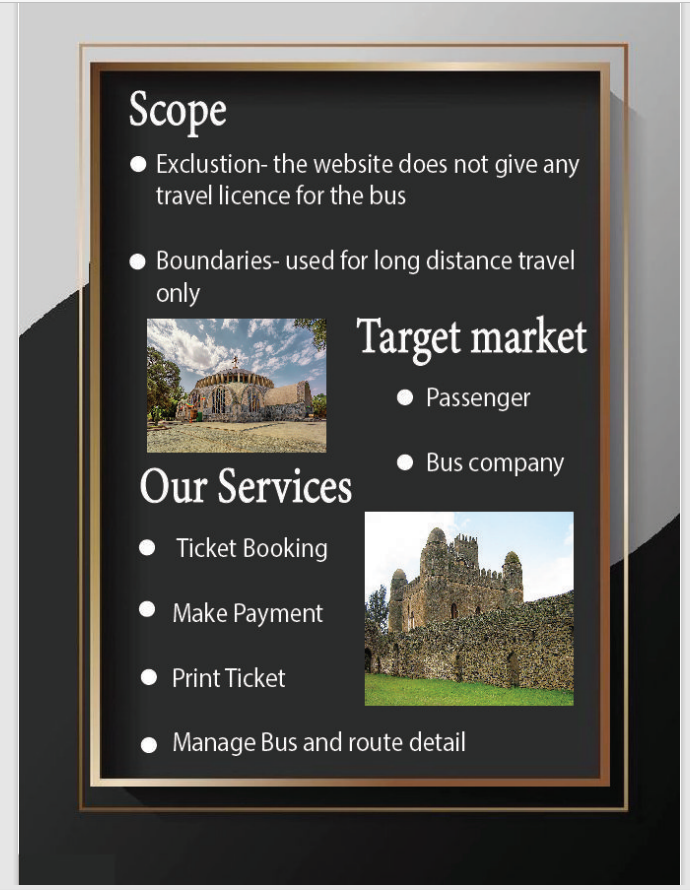 Scope
Exclustion- the website does not give any
travel licence for the bus
Boundaries- used for long distance travel
only
Target market
Passenger
Bus company
Our Services
Ticket Booking
Make Payment
Print Ticket
Manage Bus and route detail